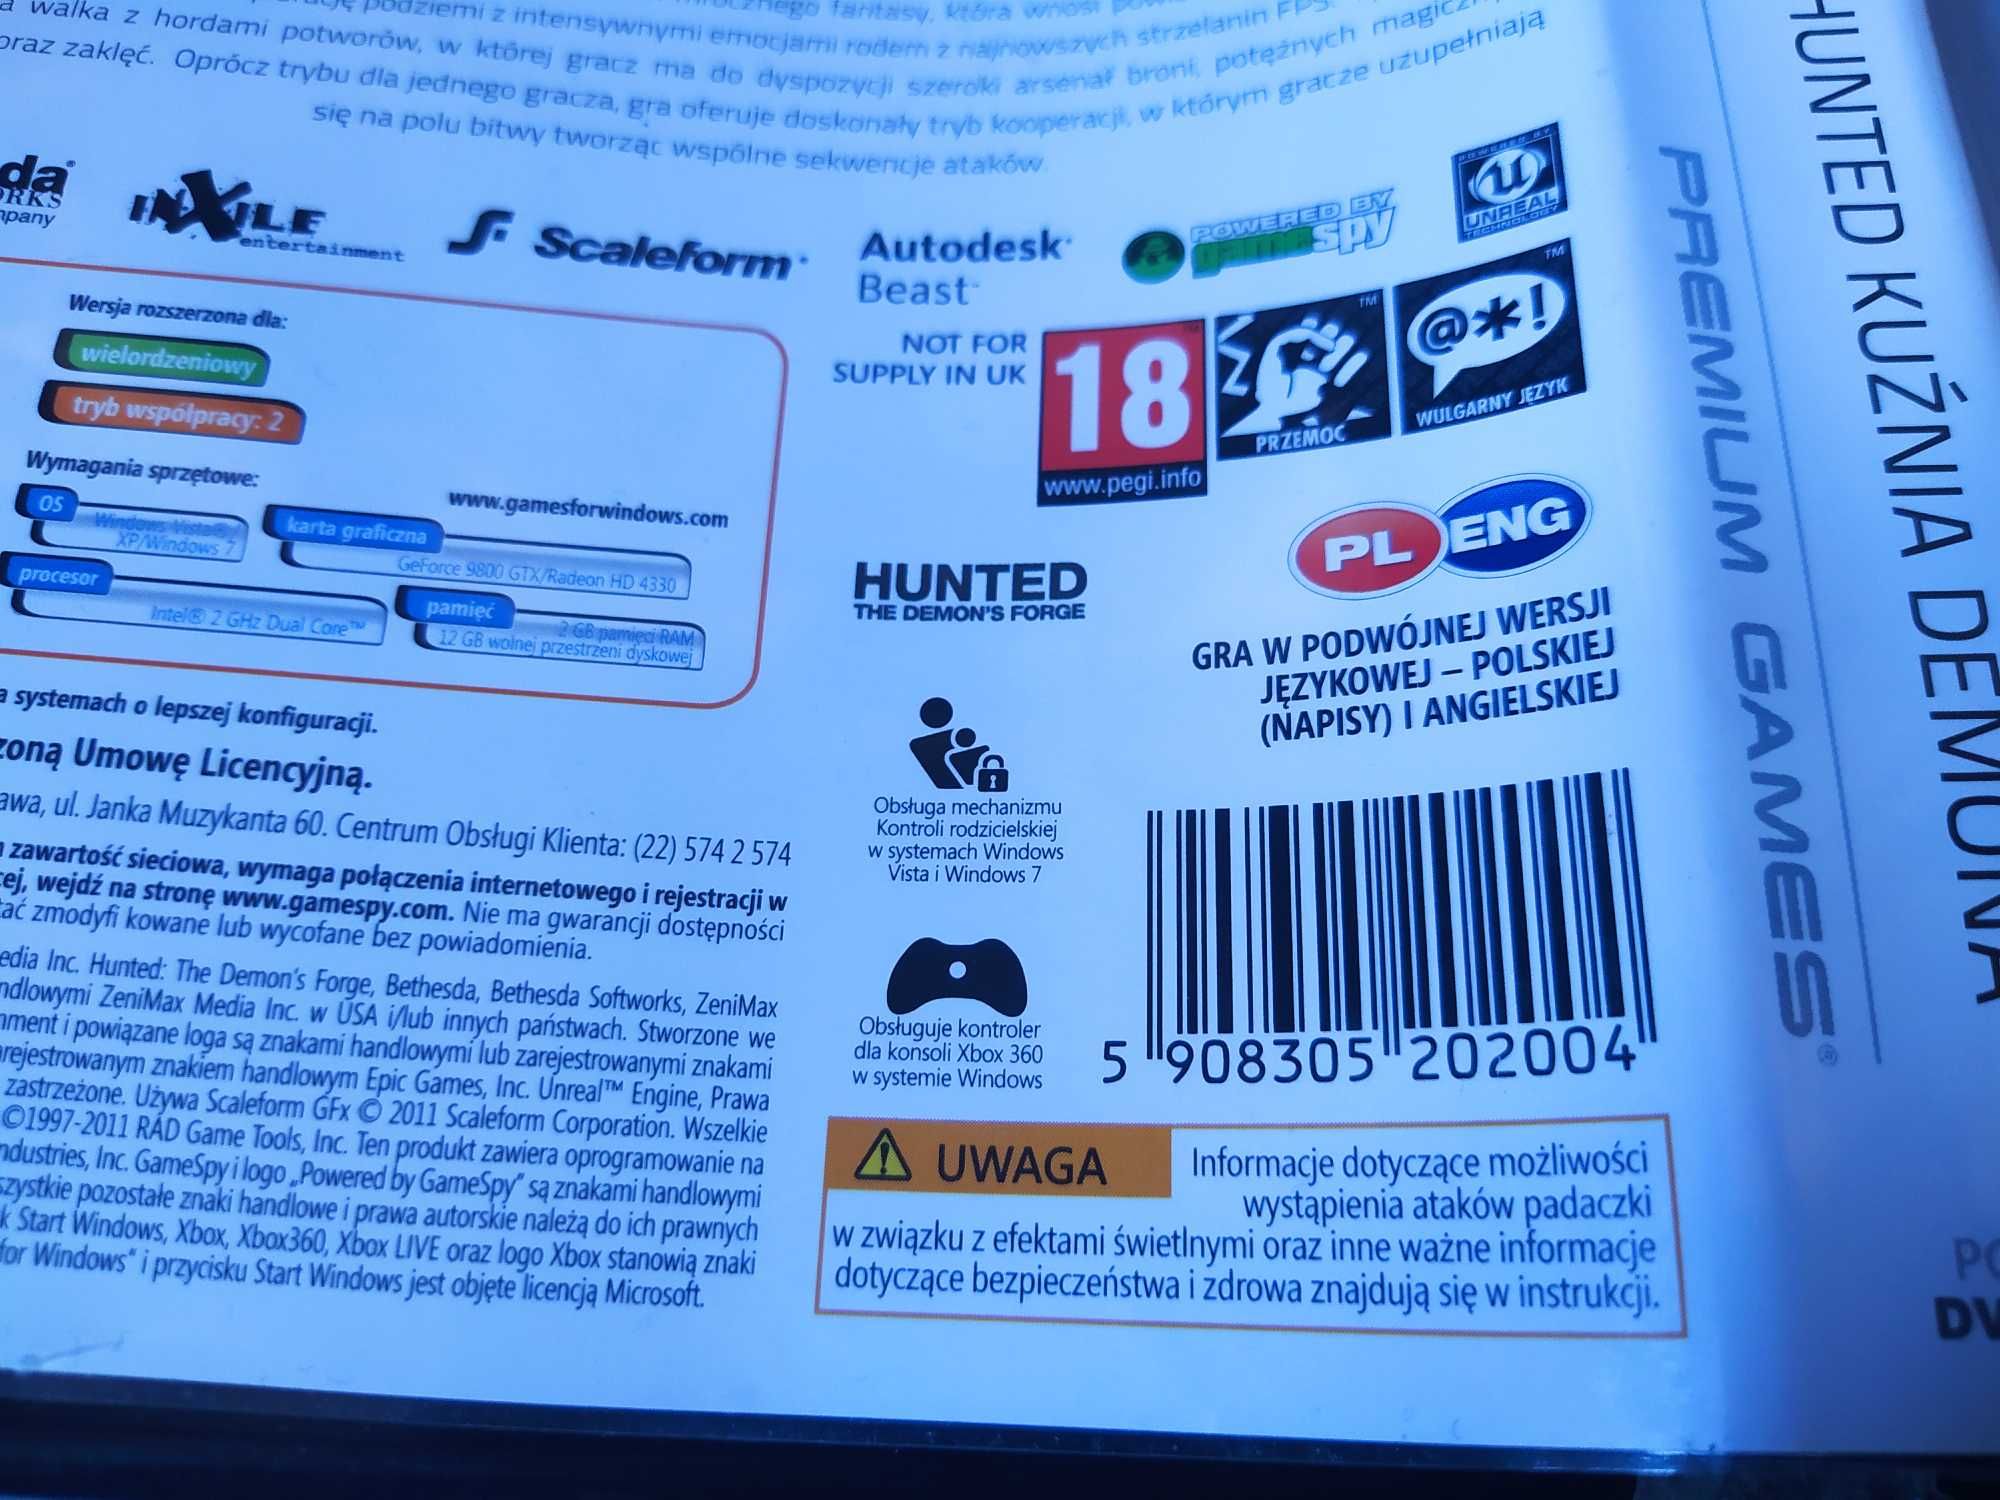 podziemi z intensywnymi emocjami rodem z najnowszych strzelanin FPS.
walka z hordami potworów, w której gracz ma do dyspozycji szeroki arsenał broni, potężnych
oraz zaklęć. Oprócz trybu dla jednego gracza, gra oferuje doskonały tryb kooperacji, w którym gracze uzupełniają
się na polu bitwy tworząc wspólne sekwencje ataków.
INXILE entertainment
Scaleform
Autodesk
Beast
POWERED BY gamespy
POWERED BY UNREAL TECHNOLOGY
Wersja rozszerzona dla:
wielordzeniowy
tryb współpracy: 2
Wymagania sprzętowe:
www.gamesforwindows.com
OS
Windows Vista®/
XP/Windows 7
karta graficzna
GeForce 9800 GTX/Radeon HD 4330
procesor
Intel® 2 GHz Dual Core™
pamięć
2 GB pamięci RAM
12 GB wolnej przestrzeni dyskowej
NOT FOR
SUPPLY IN UK
18
www.pegi.info
PRZEMOC
@*!
WULGARNY JĘZYK
PL ENG
GRA W PODWÓJNEJ WERSJI
JĘZYKOWEJ – POLSKIEJ
(NAPISY) I ANGIELSKIEJ
HUNTED
THE DEMON'S FORGE
systemach o lepszej konfiguracji.
Umowę Licencyjną.
ul. Janka Muzykanta 60. Centrum Obsługi Klienta: (22) 574 2 574
zawartość sieciowa, wymaga połączenia internetowego i rejestracji w
wejdź na stronę www.gamespy.com. Nie ma gwarancji dostępności
zmodyfi kowane lub wycofane bez powiadomienia.
Inc. Hunted: The Demon's Forge, Bethesda, Bethesda Softworks, ZeniMax
ZeniMax Media Inc. w USA i/lub innych państwach. Stworzone we
i powiązane loga są znakami handlowymi lub zarejestrowanymi znakami
znakiem handlowym Epic Games, Inc. Unreal™ Engine, Prawa
zastrzeżone. Używa Scaleform GFx © 2011 Scaleform Corporation. Wszelkie
©1997-2011 RAD Game Tools, Inc. Ten produkt zawiera oprogramowanie na
Inc. GameSpy i logo „Powered by GameSpy" są znakami handlowymi
pozostałe znaki handlowe i prawa autorskie należą do ich prawnych
Start Windows, Xbox, Xbox360, Xbox LIVE oraz logo Xbox stanowią znaki
for Windows" i przycisku Start Windows jest objęte licencją Microsoft.
Obsługa mechanizmu
Kontroli rodzicielskiej
w systemach Windows
Vista i Windows 7
Obsługuje kontroler
dla konsoli Xbox 360
w systemie Windows
5 908305 202004
UWAGA
Informacje dotyczące możliwości
wystąpienia ataków padaczki
w związku z efektami świetlnymi oraz inne ważne informacje
dotyczące bezpieczeństwa i zdrowa znajdują się w instrukcji.
PREMIUM GAMES®
HUNTED KUŹNIA DEMONA